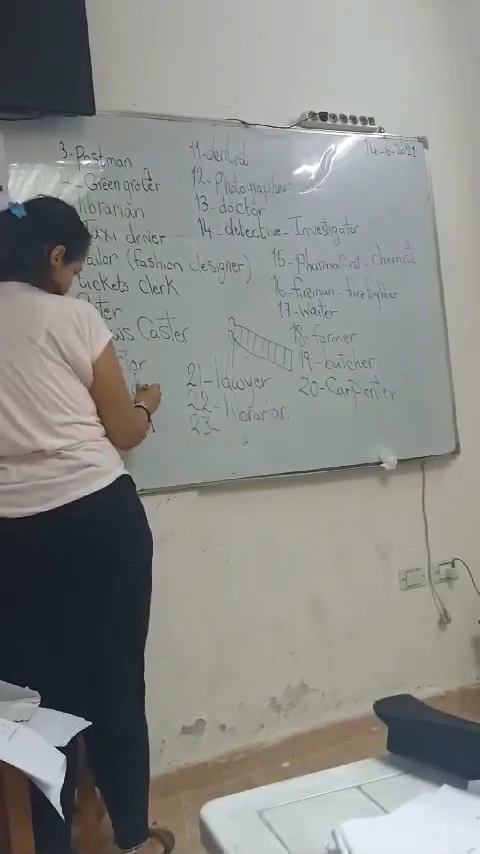 3-Postman
Greengrocer
librarian
Taxi driver
Tailor (fashion designer)
Tickets Clerk
Caster
11-dentist
12-Photographer
13-doctor
14-detective-Investigator
14-6-2021
15-Pharmacist-chemist
16-fireman-firefighter
17-Waiter
18-farmer
19-butcher
20-Carpenter
21-lawyer
22-librarian
23-